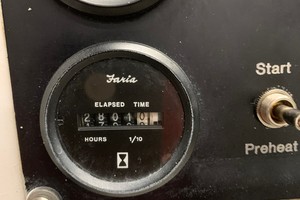 Faria
ELAPSED TIME
HOURS 1/10
Start
Preheat